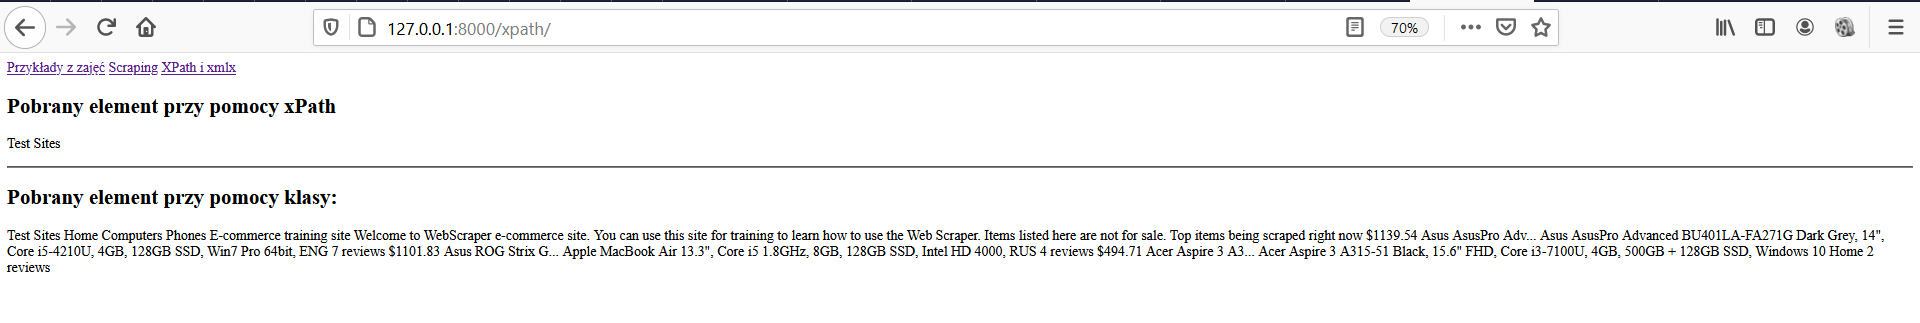 127.0.0.1:8000/xpath/
70%
Przykłady z zajęć Scraping XPath i xmlx
Pobrany element przy pomocy xPath
Test Sites
Pobrany element przy pomocy klasy:
Test Sites Home Computers Phones E-commerce training site Welcome to WebScraper e-commerce site. You can use this site for training to learn how to use the Web Scraper. Items listed here are not for sale. Top items being scraped right now $1139.54 Asus AsusPro Adv... Asus AsusPro Advanced BU401LA-FA271G Dark Grey, 14",
Core i5-4210U, 4GB, 128GB SSD, Win7 Pro 64bit, ENG 7 reviews $1101.83 Asus ROG Strix G... Apple MacBook Air 13.3", Core i5 1.8GHz, 8GB, 128GB SSD, Intel HD 4000, RUS 4 reviews $494.71 Acer Aspire 3 A3... Acer Aspire 3 A315-51 Black, 15.6" FHD, Core i3-7100U, 4GB, 500GB + 128GB SSD, Windows 10 Home 2
reviews